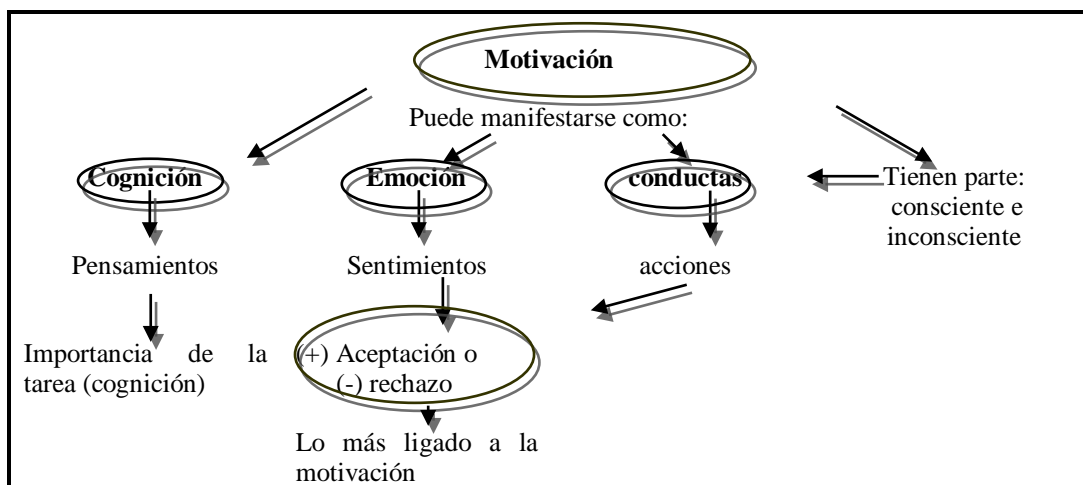 Motivación
Puede manifestarse como:
Cognición
Emoción
conductas
Tienen parte:
consciente e
inconsciente
Pensamientos
Sentimientos
acciones
Importancia de la
tarea (cognición)
(+) Aceptación o
(-) rechazo
Lo más ligado a la
motivación